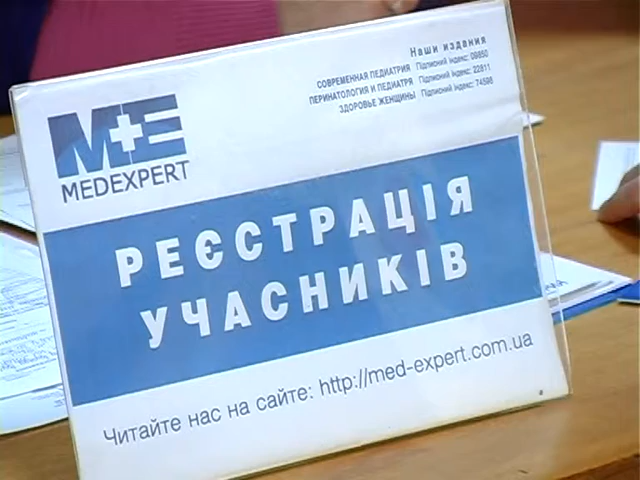 M+E
MEDEXPERT
Наши издания
СОВРЕМЕННАЯ ПЕДИАТРИЯ Підписний індекс: 09850
ПЕРИНАТОЛОГИЯ И ПЕДИАТРИЯ Підписний індекс: 22811
ЗДОРОВЬЕ ЖЕНЩИНЫ Підписний індекс: 74598
РЕЄСТРАЦІЯ
УЧАСНИКІВ
Читайте нас на сайте: http://med-expert.com.ua